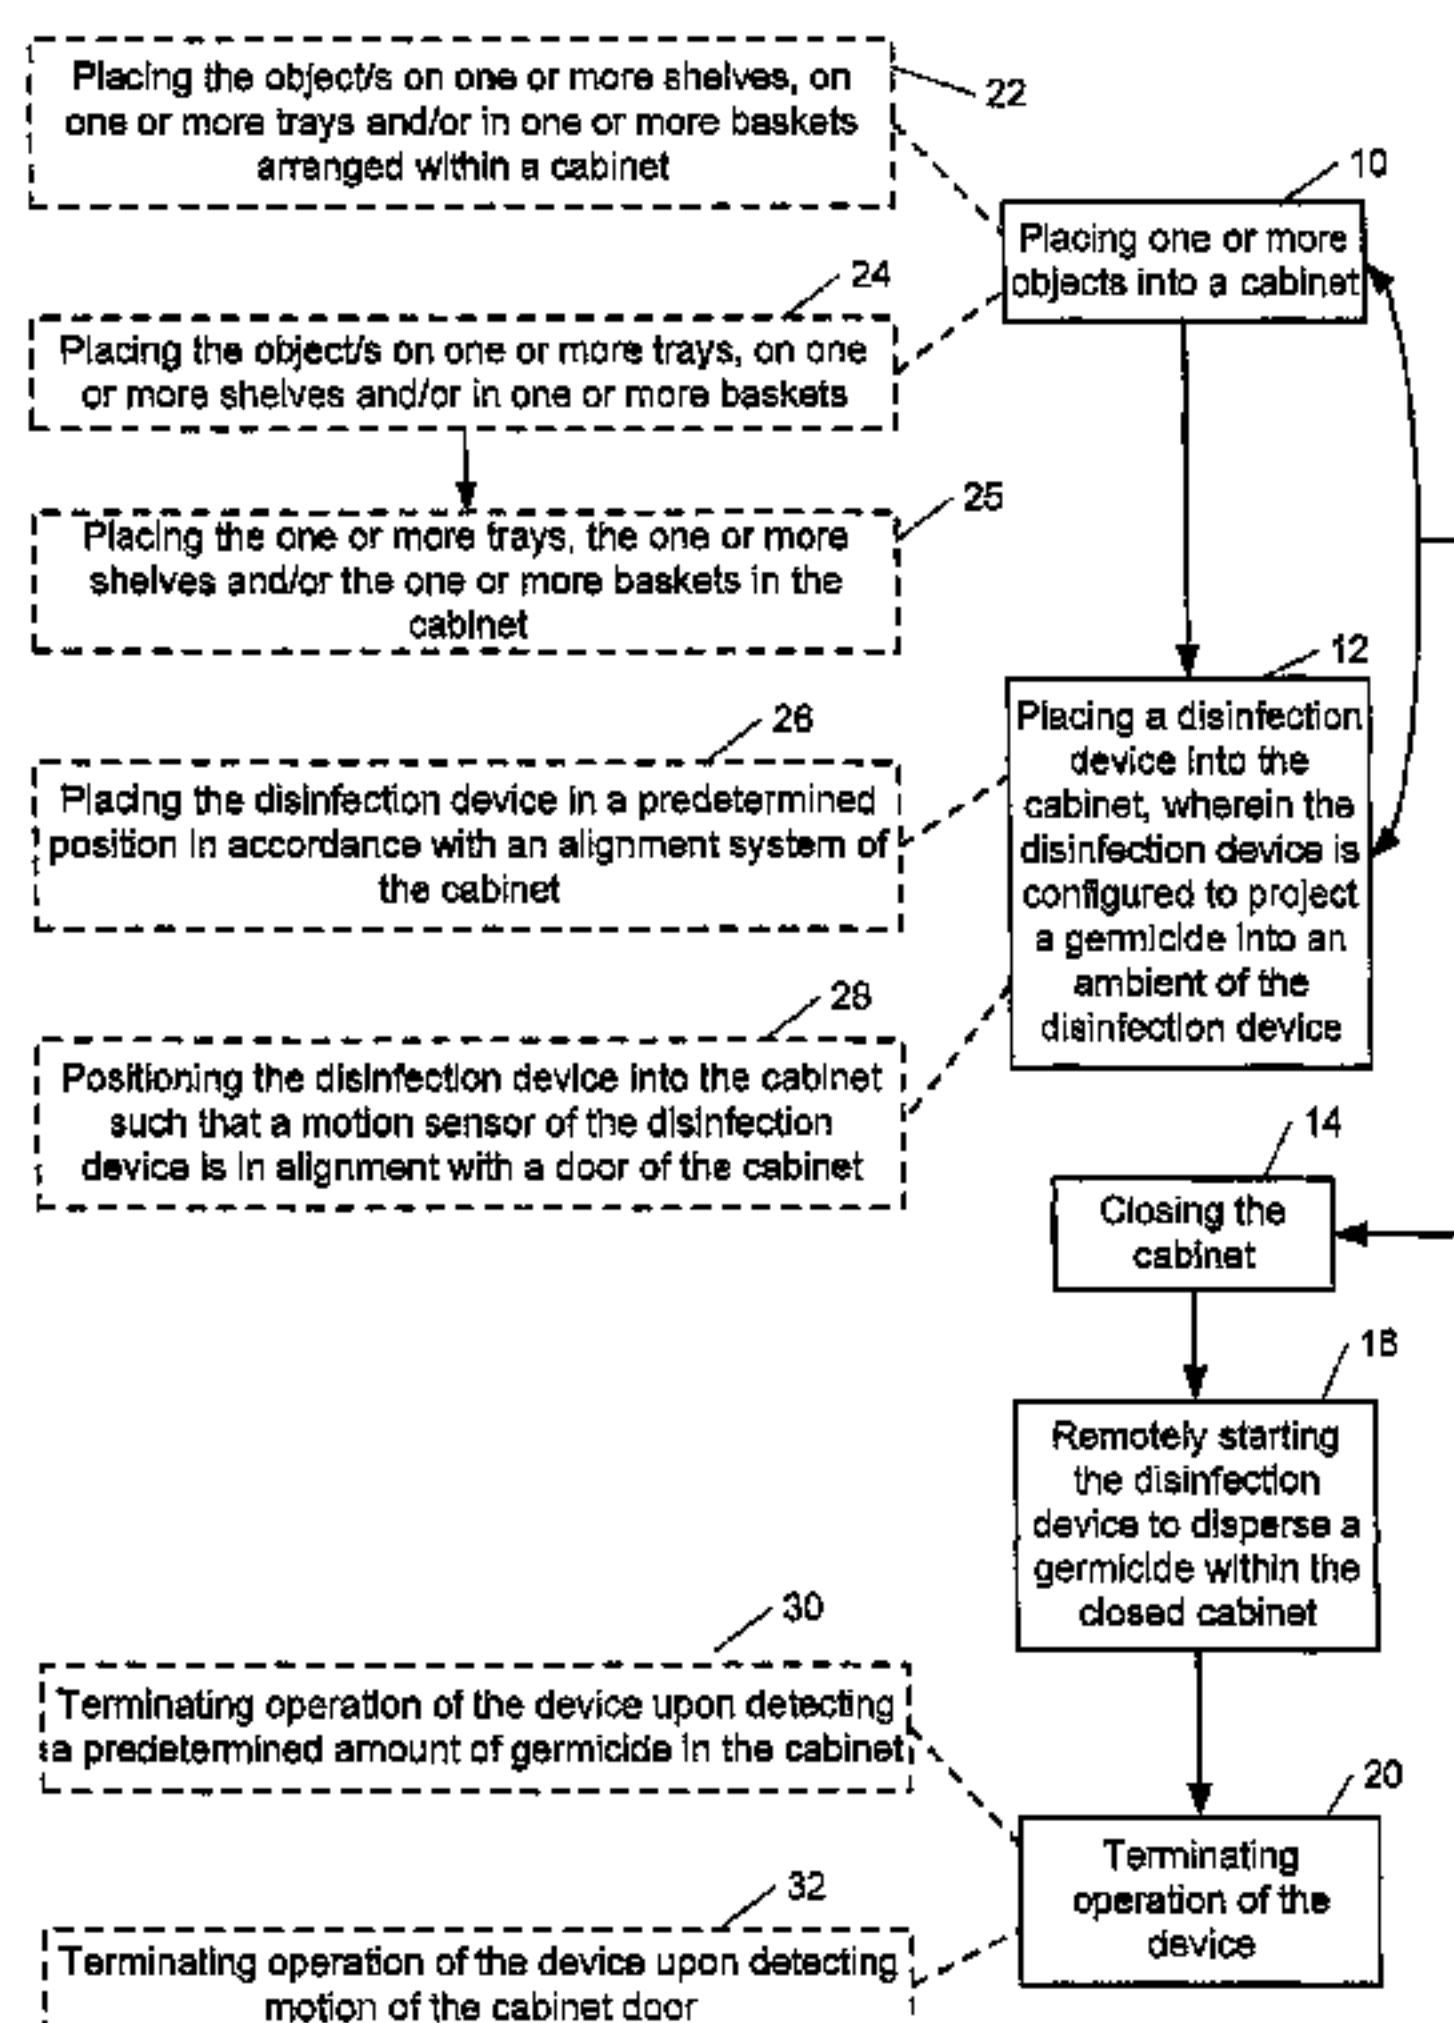 Placing the object/s on one or more shelves, on
one or more trays and/or in one or more baskets
arranged within a cabinet
22
10
Placing one or more
objects into a cabinet
24
Placing the object/s on one or more trays, on one
or more shelves and/or in one or more baskets
25
Placing the one or more trays, the one or more
shelves and/or the one or more baskets in the
cabinet
12
Placing a disinfection
device into the
cabinet, wherein the
disinfection device is
configured to project
a germicide into an
ambient of the
disinfection device
26
Placing the disinfection device in a predetermined
position in accordance with an alignment system of
the cabinet
28
Positioning the disinfection device into the cabinet
such that a motion sensor of the disinfection
device is in alignment with a door of the cabinet
14
Closing the
cabinet
18
Remotely starting
the disinfection
device to disperse a
germicide within the
closed cabinet
30
Terminating operation of the device upon detecting
a predetermined amount of germicide in the cabinet
20
Terminating
operation of the
device
32
Terminating operation of the device upon detecting
motion of the cabinet door